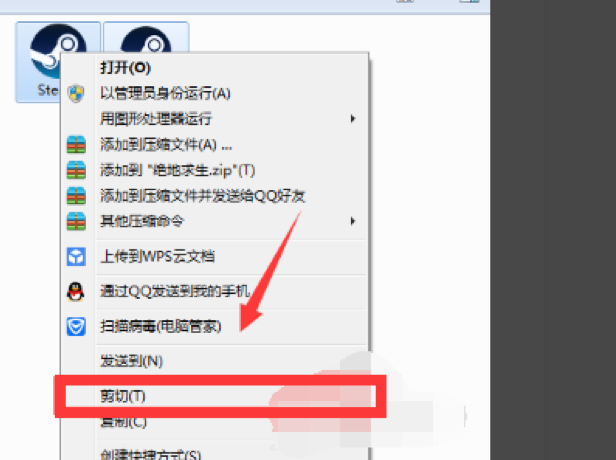 Ste
打开(O)
以管理员身份运行(A)
用图形处理器运行
添加到压缩文件(A) ...
添加到 "绝地求生.zip"(T)
添加到压缩文件并发送给QQ好友
其他压缩命令
上传到WPS云文档
通过QQ发送到我的手机
扫描病毒(电脑管家)
发送到(N)
剪切(T)
复制(C)
创建快捷方式(S)